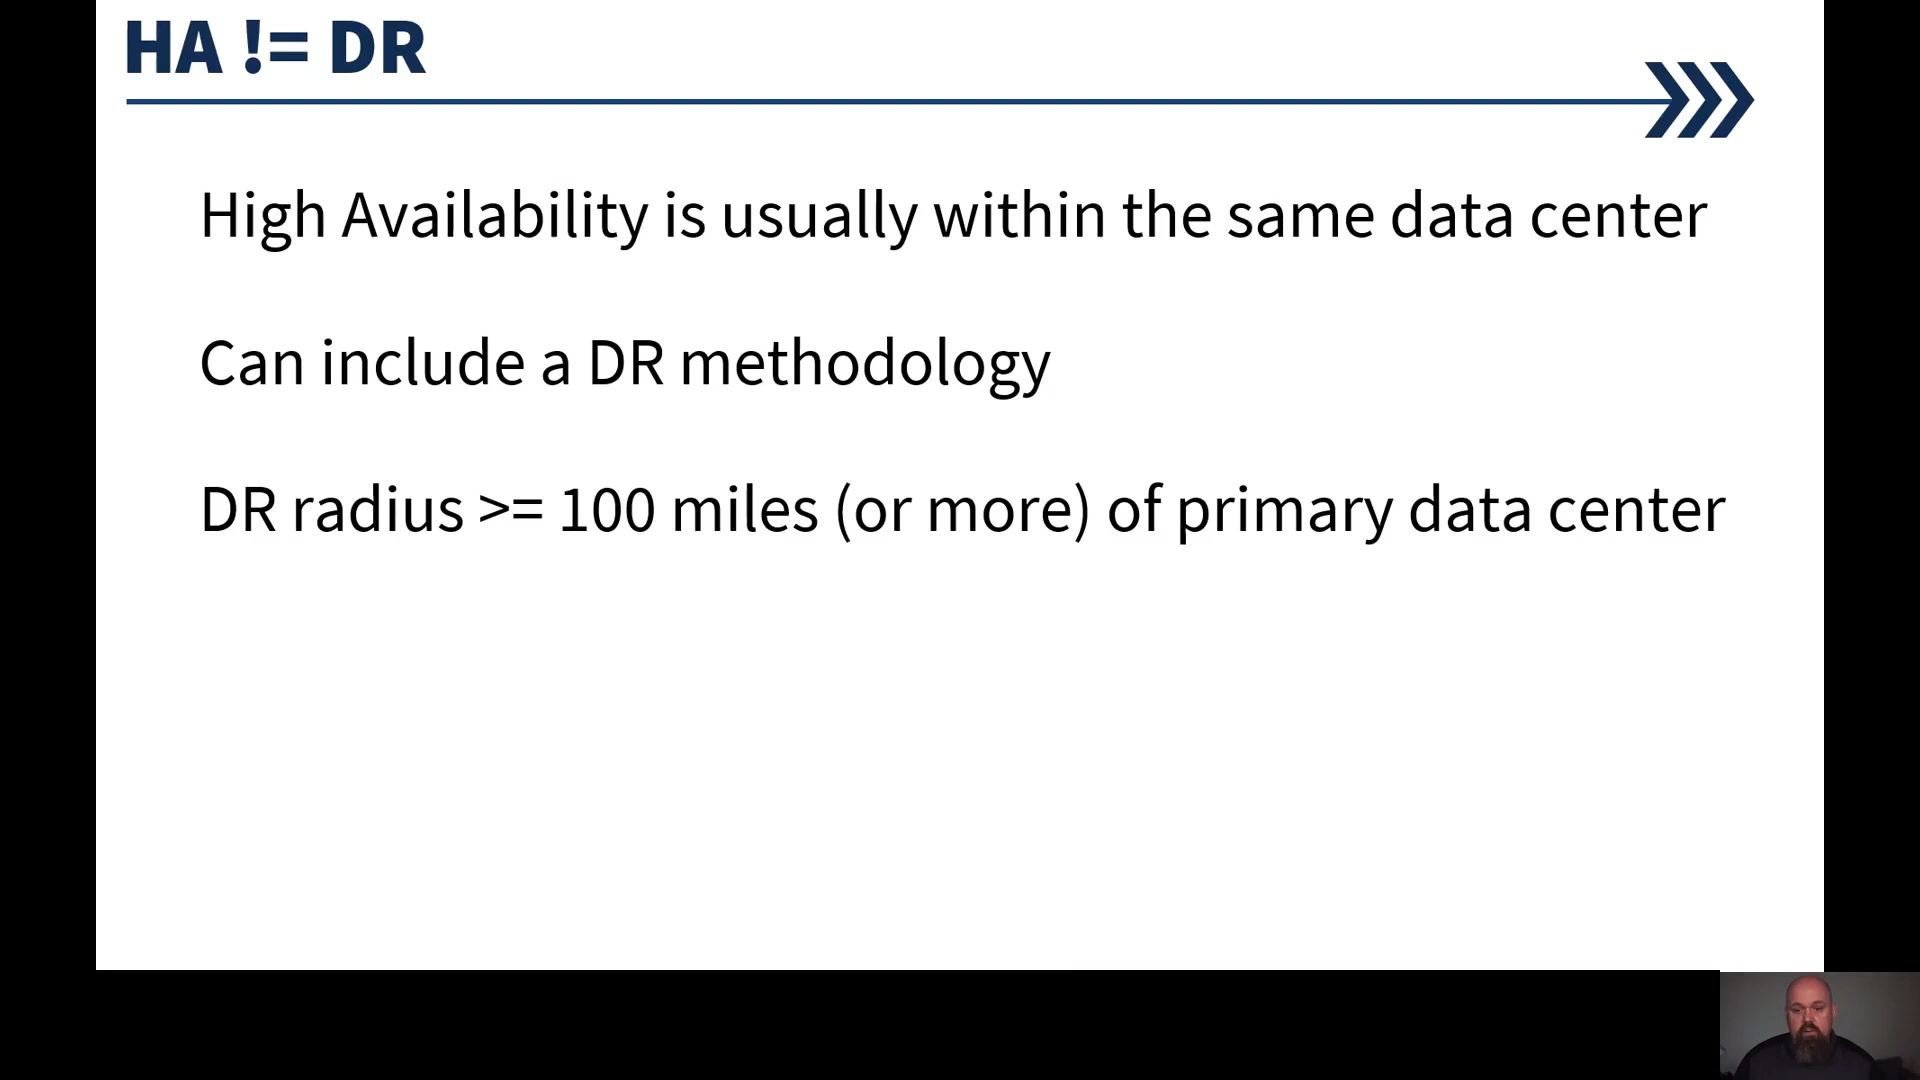 HA != DR
High Availability is usually within the same data center
Can include a DR methodology
DR radius >= 100 miles (or more) of primary data center